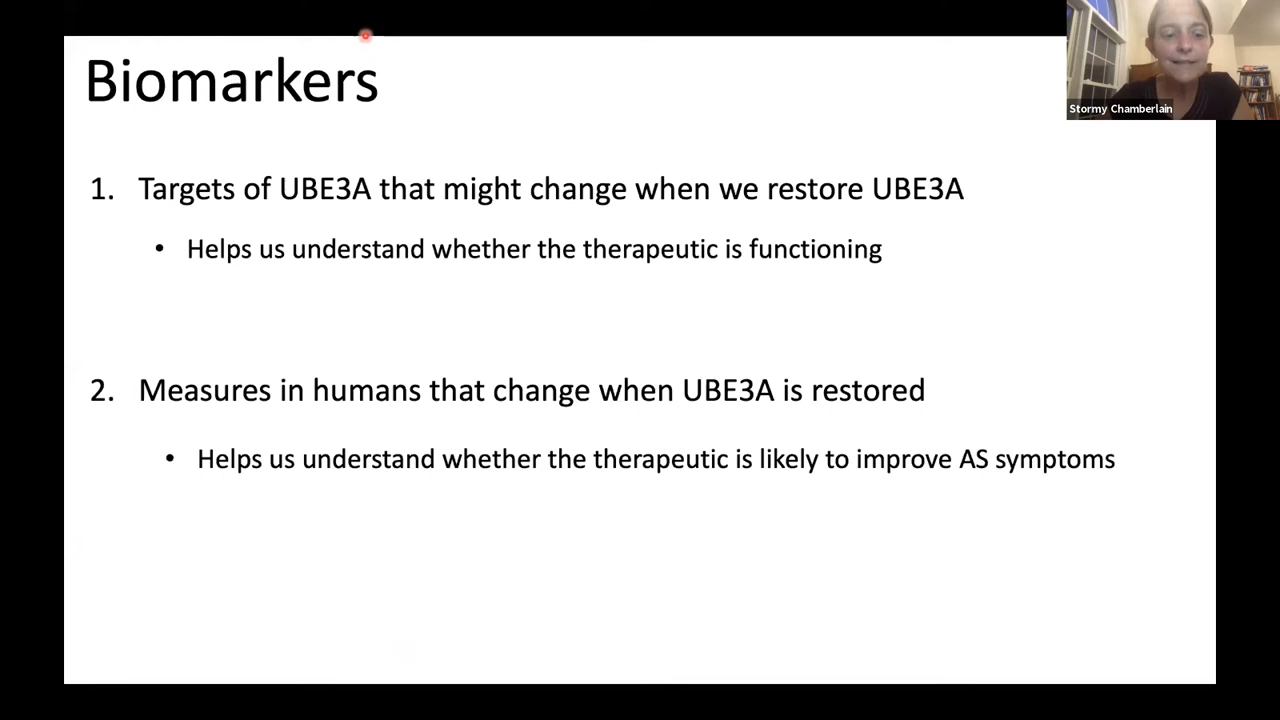 Biomarkers
Stormy Chamberlain
1. Targets of UBE3A that might change when we restore UBE3A
• Helps us understand whether the therapeutic is functioning
2. Measures in humans that change when UBE3A is restored
• Helps us understand whether the therapeutic is likely to improve AS symptoms